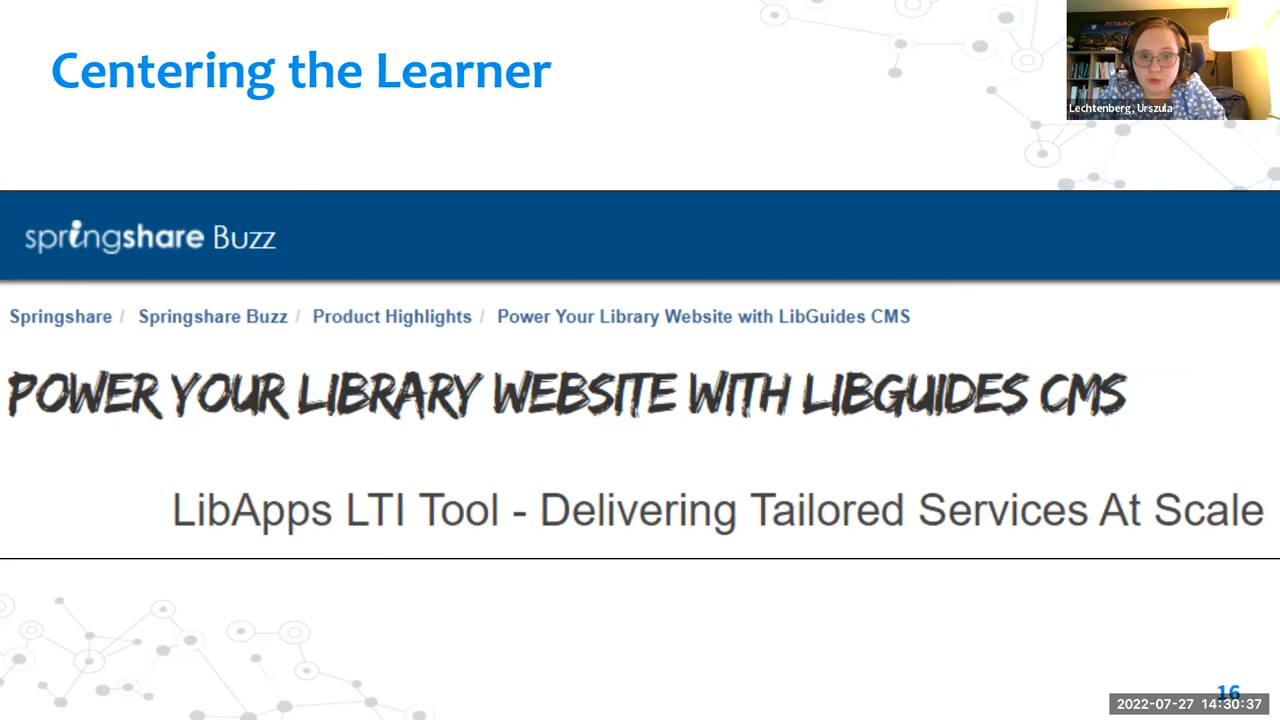 Centering the Learner
PITTSBURGH
Lechtenberg, Urszula
springshare Buzz
Springshare / Springshare Buzz / Product Highlights / Power Your Library Website with LibGuides CMS
POWER YOUR LIBRARY WEBSITE WITH LIBGUIDES CMS
LibApps LTI Tool - Delivering Tailored Services At Scale
16
2022-07-27 14:30:37